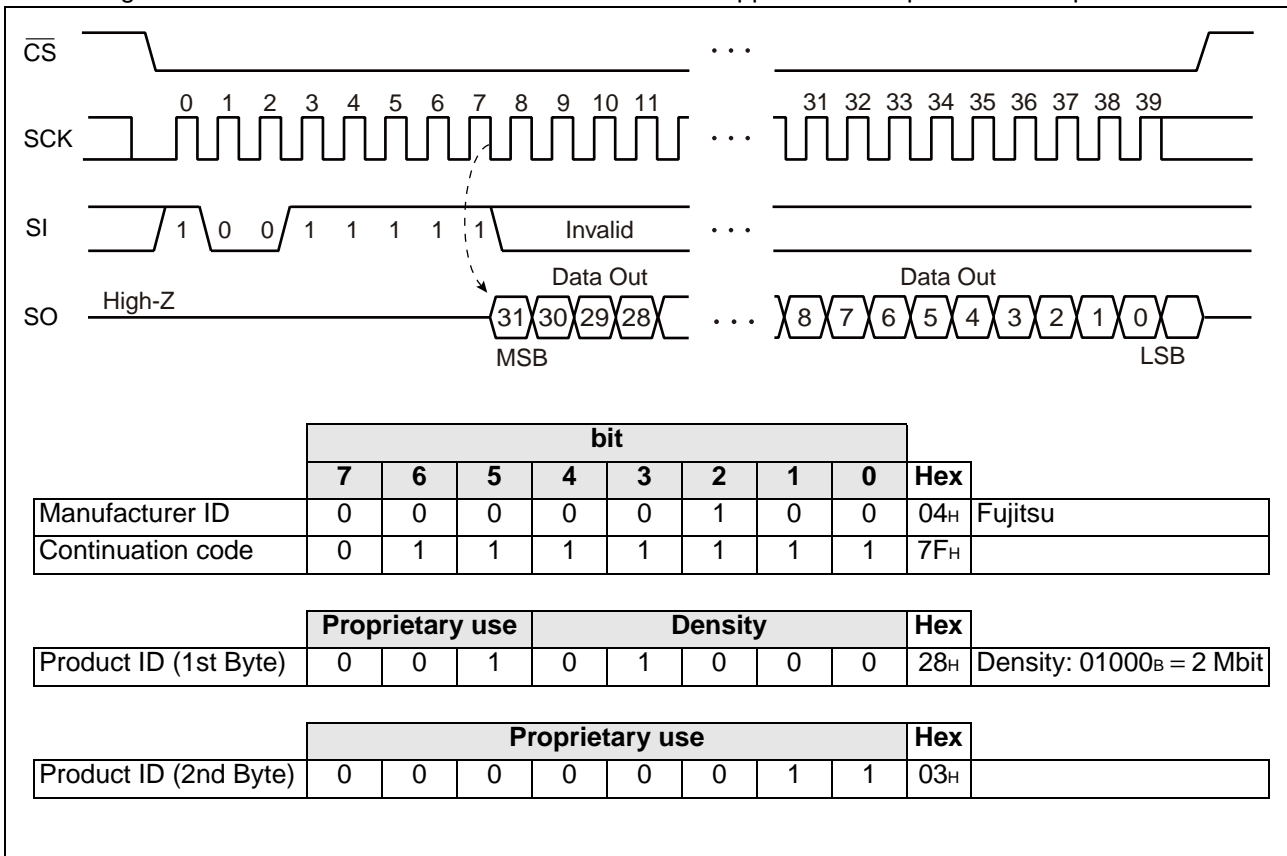 CS
. . .
0 1 2 3 4 5 6 7 8 9 10 11 31 32 33 34 35 36 37 38 39
SCK . . .
SI 1 0 0 1 1 1 1 1 Invalid . . .
Data Out Data Out
SO High-Z 31 30 29 28 . . . 8 7 6 5 4 3 2 1 0
MSB LSB
bit
7 6 5 4 3 2 1 0 Hex
Manufacturer ID 0 0 0 0 0 1 0 0 04H Fujitsu
Continuation code 0 1 1 1 1 1 1 1 7FH
Proprietary use Density Hex
Product ID (1st Byte) 0 0 1 0 1 0 0 0 28H Density: 01000B = 2 Mbit
Proprietary use Hex
Product ID (2nd Byte) 0 0 0 0 0 0 1 1 03H